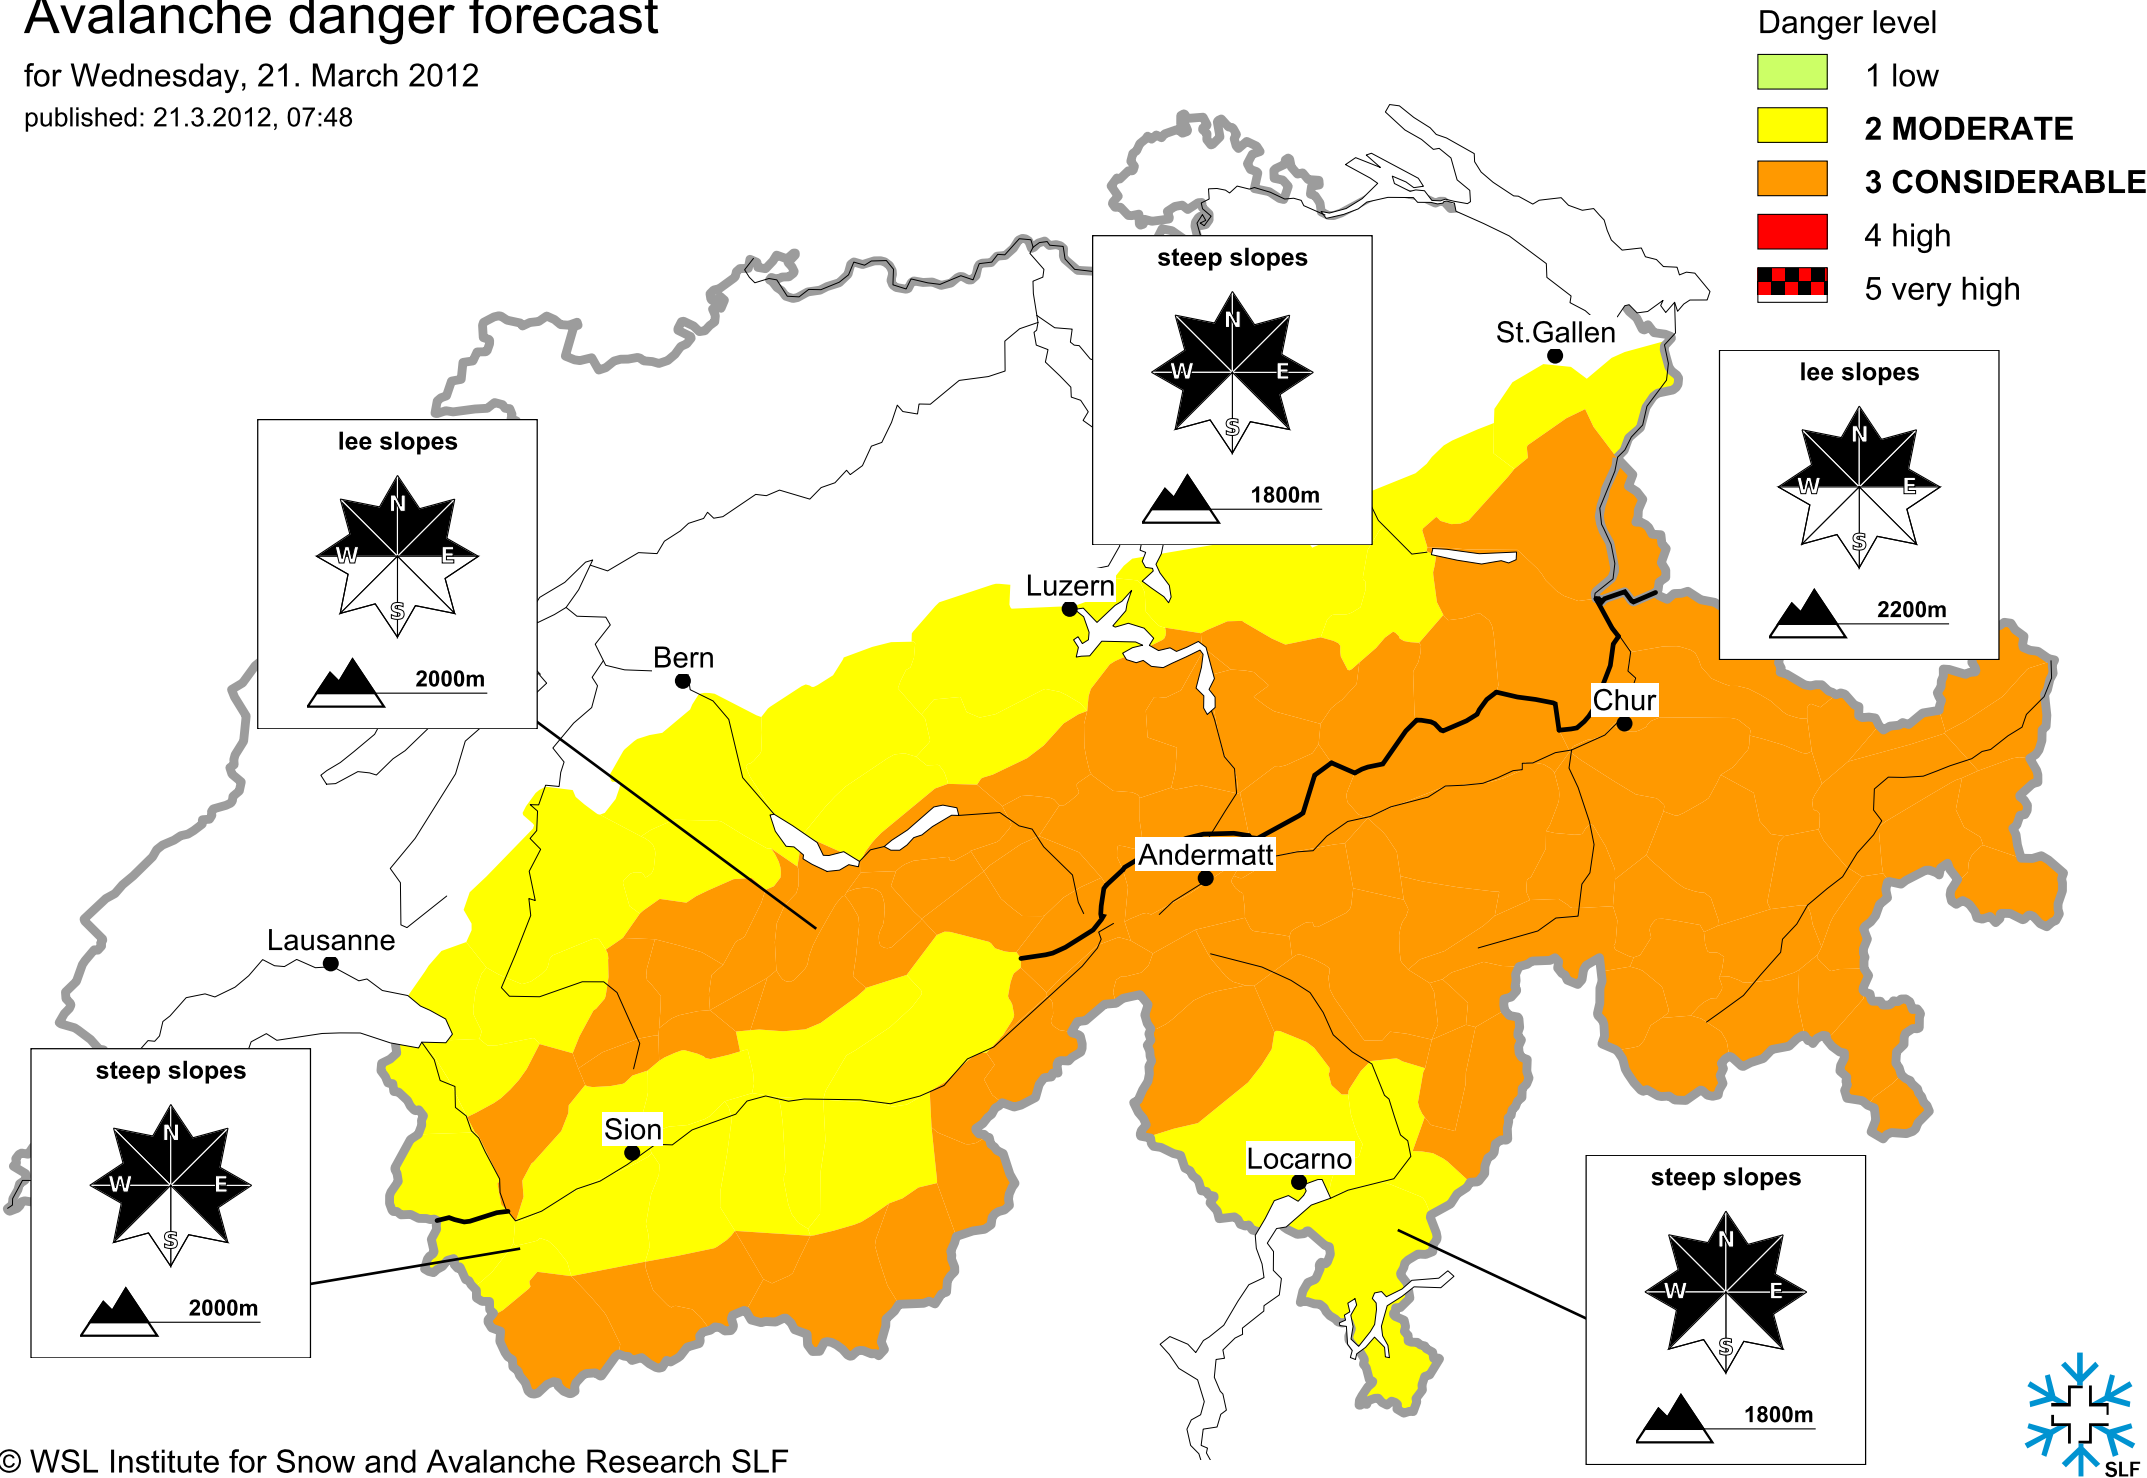 Avalanche danger forecast
for Wednesday, 21. March 2012
published: 21.3.2012, 07:48
Danger level
1 low
2 MODERATE
3 CONSIDERABLE
4 high
5 very high
steep slopes
N
W E
S
1800m
St.Gallen
lee slopes
N
W E
S
2200m
lee slopes
N
W E
S
2000m
Luzern
Bern
Chur
Andermatt
Lausanne
steep slopes
N
W E
S
2000m
Sion
Locarno
steep slopes
N
W E
S
1800m
© WSL Institute for Snow and Avalanche Research SLF
SLF